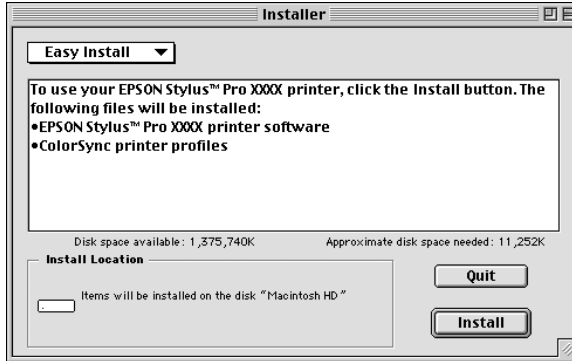 Installer
Easy Install
To use your EPSON Stylus™ Pro XXXX printer, click the Install button. The
following files will be installed:
•EPSON Stylus™ Pro XXXX printer software
•ColorSync printer profiles
Disk space available: 1,375,740K
Approximate disk space needed: 11,252K
Install Location
Items will be installed on the disk “Macintosh HD”
Quit
Install